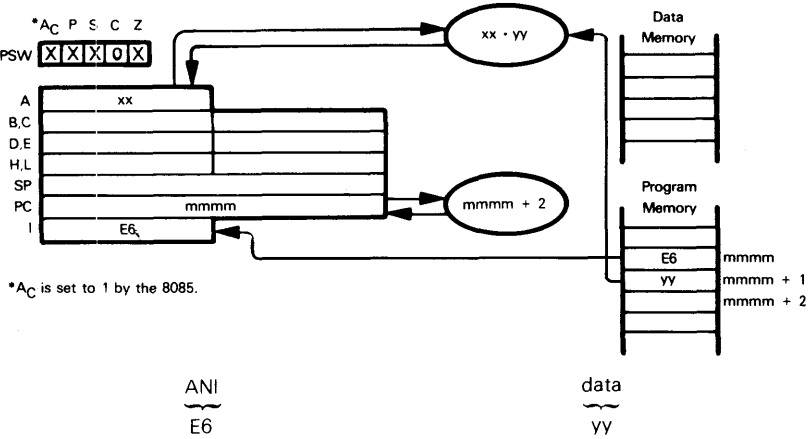 *AC P S C Z
PSW X X X 0 X
xx · yy
Data
Memory
A xx
B,C
D,E
H,L
SP
PC mmmm
mmmm + 2
I E6
Program
Memory
E6 mmmm
yy mmmm + 1
mmmm + 2
*AC is set to 1 by the 8085.
ANI
E6
data
yy